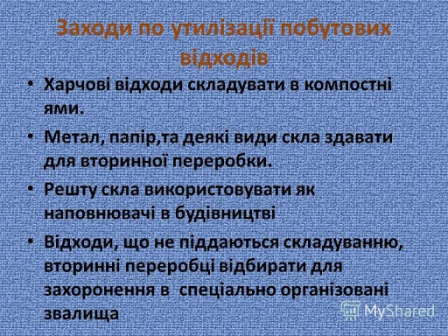 Заходи по утилізації побутових
відходів
• Харчові відходи складувати в компостні
ями.
• Метал, папір,та деякі види скла здавати
для вторинної переробки.
• Решту скла використовувати як
наповнювачі в будівництві
• Відходи, що не піддаються складуванню,
вторинні переробці відбирати для
захоронення в спеціально організовані
звалища
MyShared